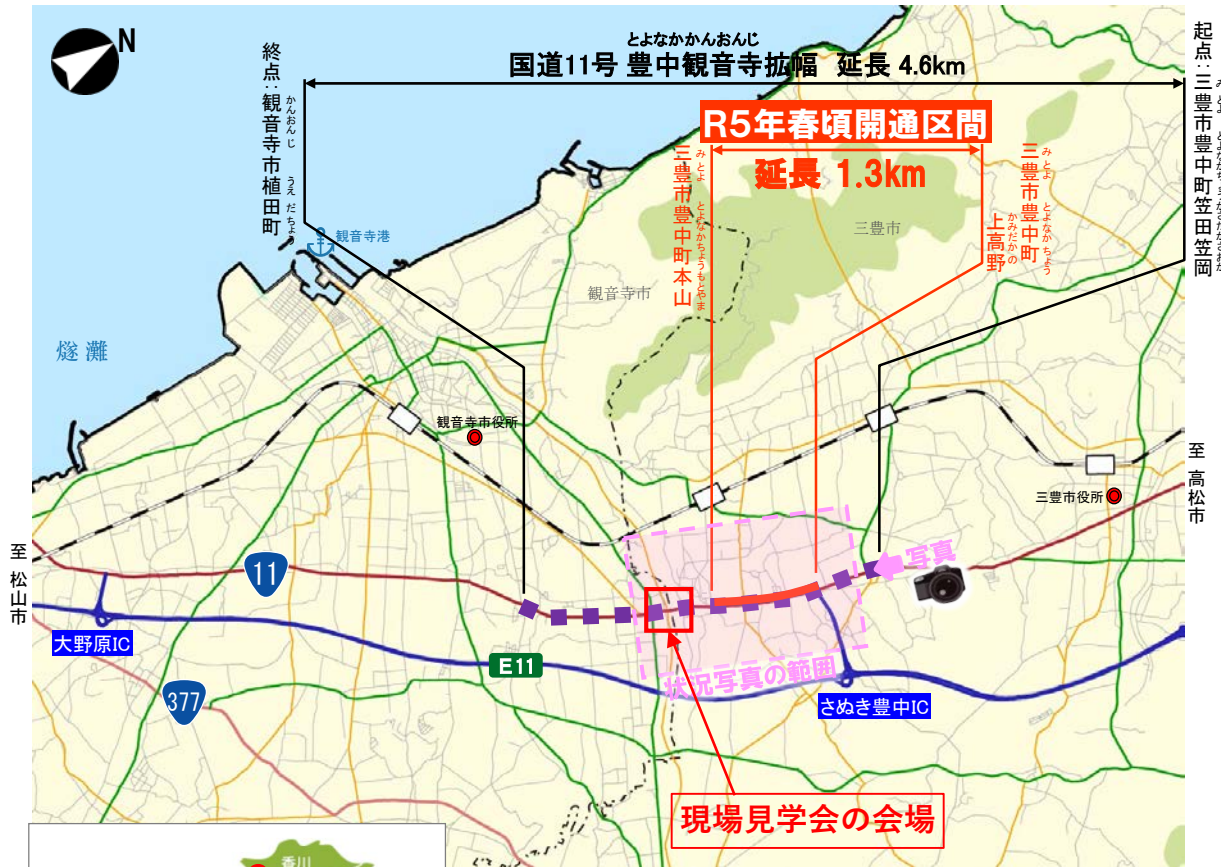 N
とよなかかんおんじ
国道11号 豊中観音寺拡幅 延長 4.6km
終点：観音寺市植田町
かんおんじ うえだちょう
起点：三豊市豊中町笠田笠岡
R5年春頃開通区間
延長 1.3km
三豊市豊中町本山
みとよ とよなかちょうもとやま
三豊市豊中町
みとよ とよなかちょう
上高野
かみだかの
三豊市
観音寺港
観音寺市
燧灘
観音寺市役所
三豊市役所
至 高松市
至 松山市
11
写真
大野原IC
E11
状況写真の範囲
377
さぬき豊中IC
現場見学会の会場
香川